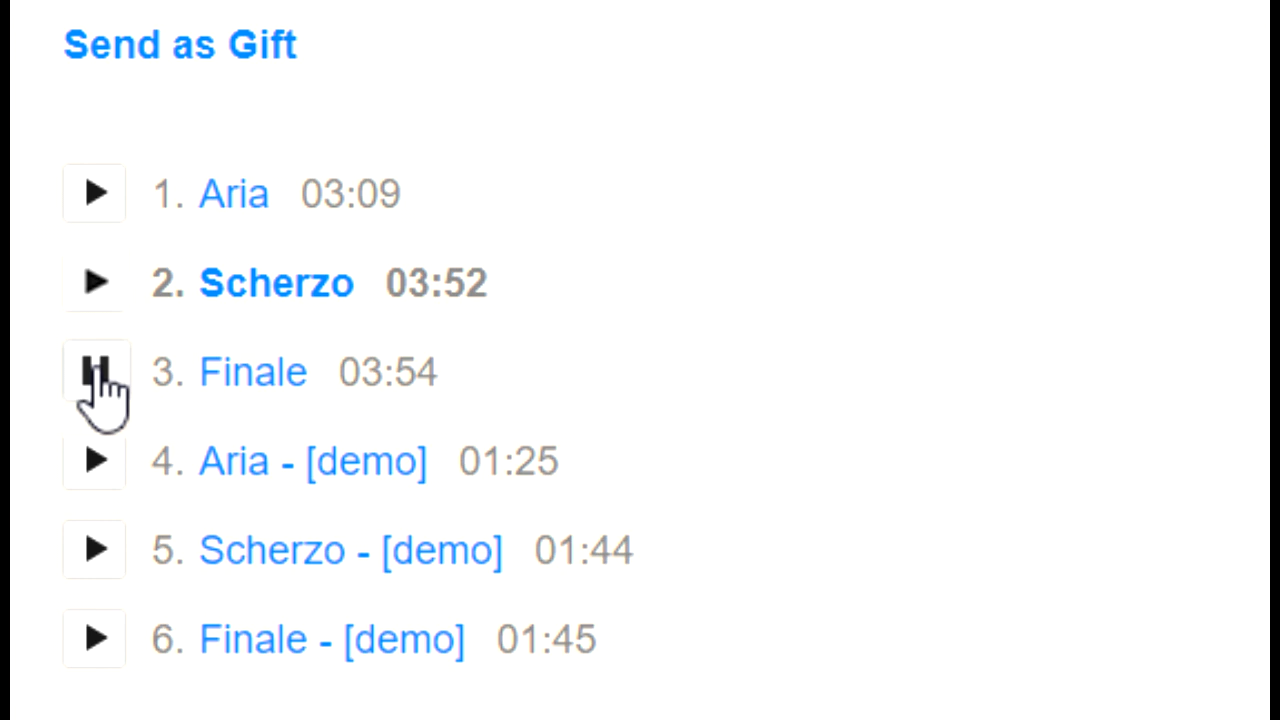 Send as Gift
1. Aria 03:09
2. Scherzo 03:52
3. Finale 03:54
4. Aria - [demo] 01:25
5. Scherzo - [demo] 01:44
6. Finale - [demo] 01:45